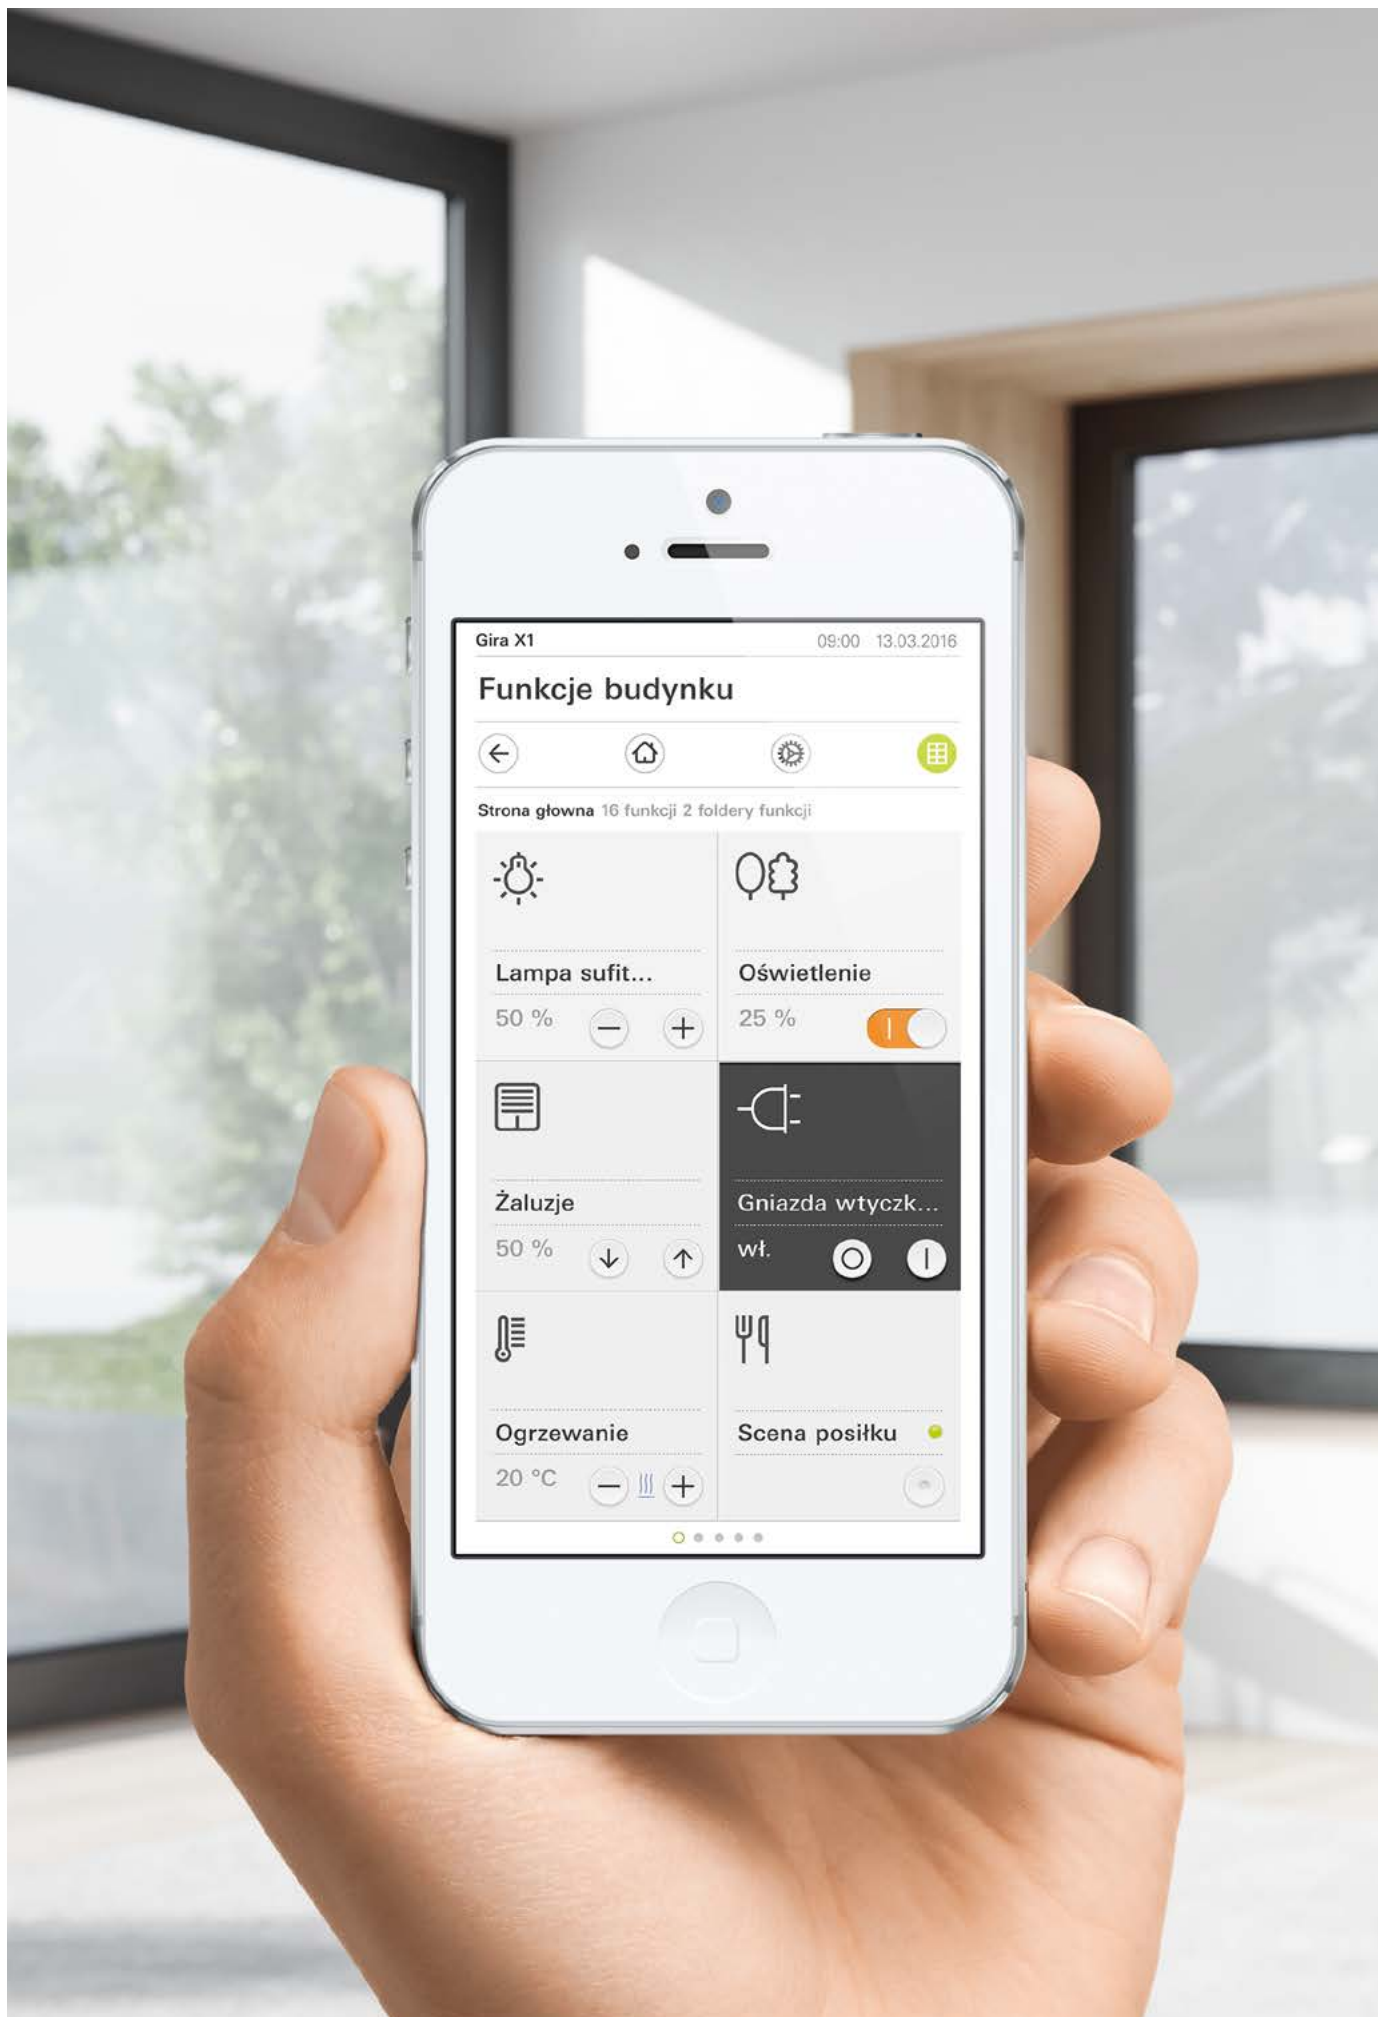 Gira X1 09:00 13.03.2016
Funkcje budynku
Strona głowna 16 funkcji 2 foldery funkcji
Lampa sufit... Oświetlenie
50 % 25 %
Żaluzje Gniazda wtyczk...
50 % wł.
Ogrzewanie Scena posiłku
20 °C